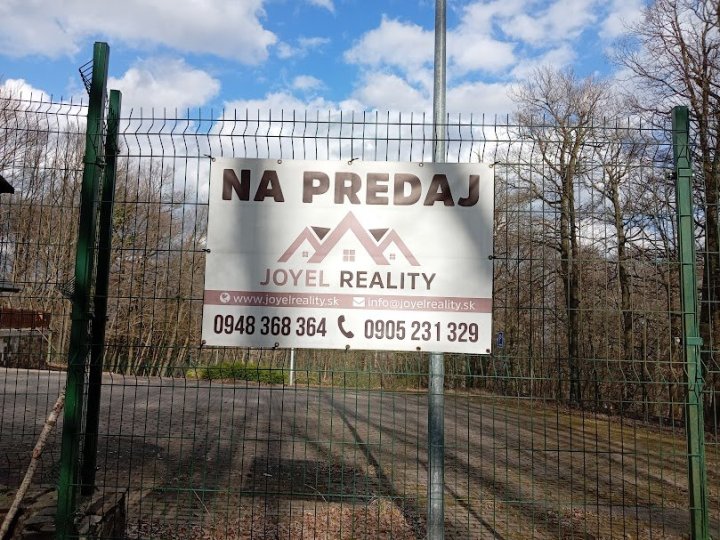 NA PREDAJ
JOYEL REALITY
www.joyelreality.sk info@joyelreality.sk
0948 368 364 0905 231 329